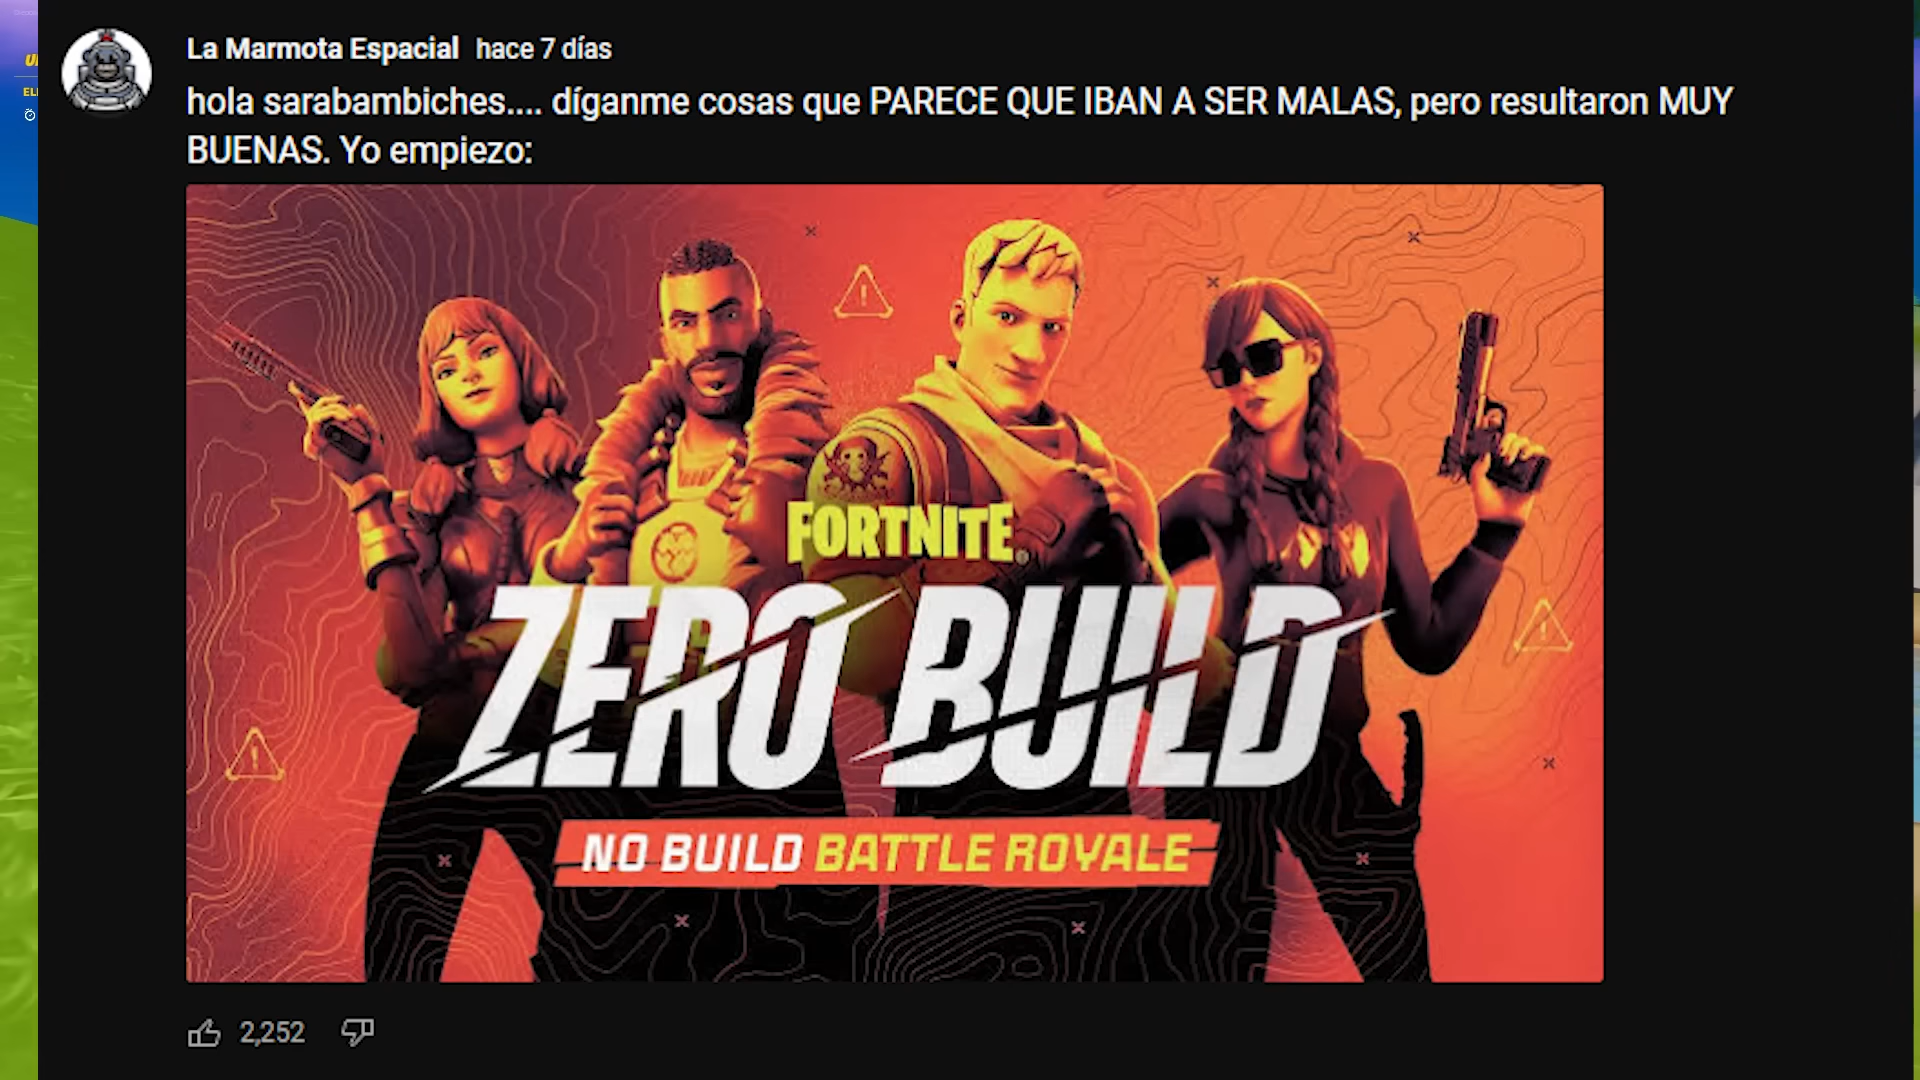 La Marmota Espacial hace 7 días
hola sarabambiches.... díganme cosas que PARECE QUE IBAN A SER MALAS, pero resultaron MUY
BUENAS. Yo empiezo:
FORTNITE
ZERO BUILD
NO BUILD BATTLE ROYALE
2,252